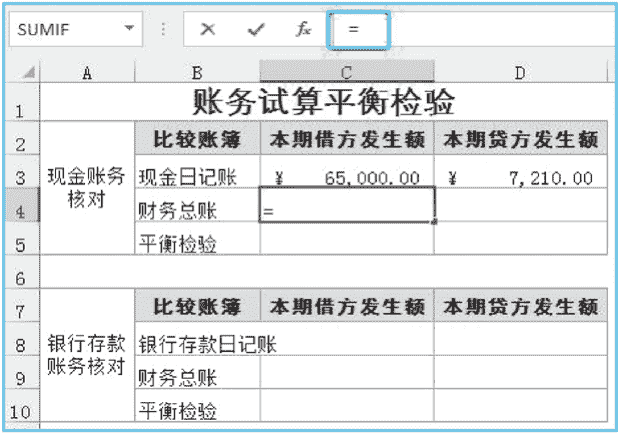 SUMIF fx =
A B C D
1 账务试算平衡检验
2 比较账簿 本期借方发生额 本期贷方发生额
3 现金账务核对 现金日记账 ¥ 65,000.00 ¥ 7,210.00
4 财务总账 =
5 平衡检验
6
7 比较账簿 本期借方发生额 本期贷方发生额
8 银行存款账务核对 银行存款日记账
9 财务总账
10 平衡检验